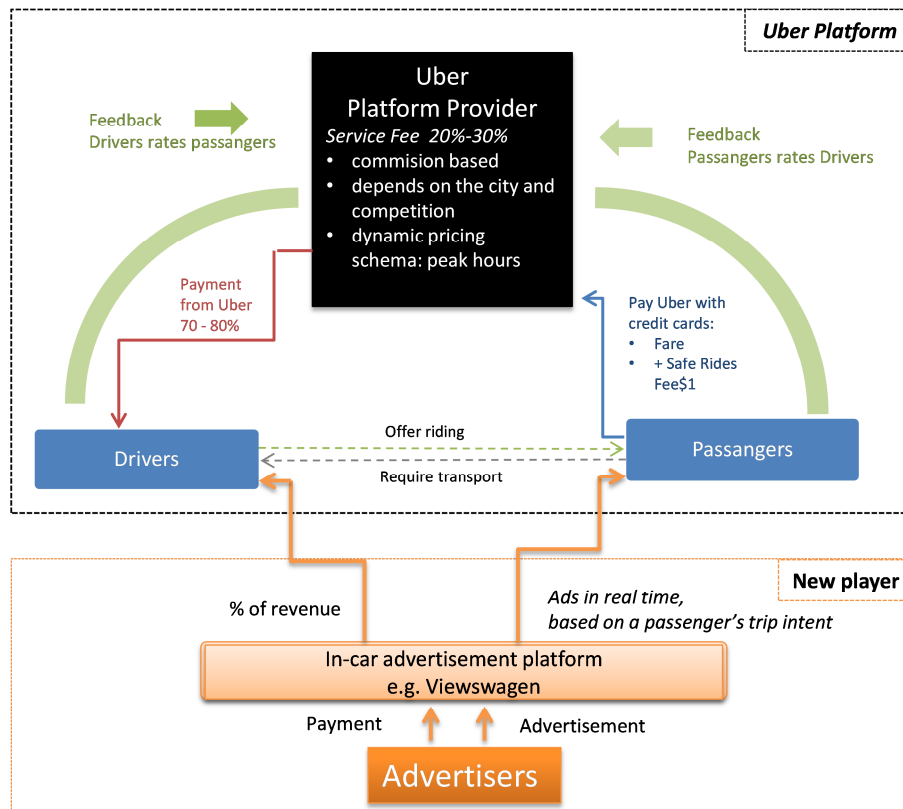 Uber Platform
Uber
Platform Provider
Service Fee  20%-30%
• commision based
• depends on the city and
competition
• dynamic pricing
schema: peak hours
Feedback
Drivers rates passangers
Feedback
Passangers rates Drivers
Payment
from Uber
70 - 80%
Pay Uber with
credit cards:
• Fare
• + Safe Rides
Fee$1
Drivers
Offer riding
Require transport
Passangers
New player
% of revenue
Ads in real time,
based on a passenger’s trip intent
In-car advertisement platform
e.g. Viewswagen
Payment
Advertisement
Advertisers